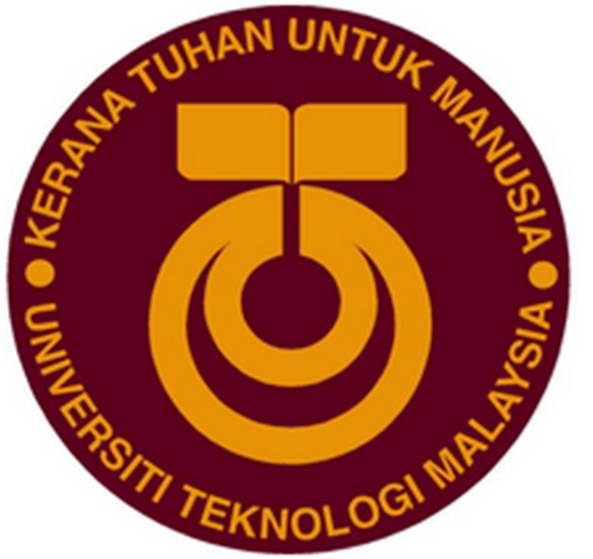 KERANA TUHAN UNTUK MANUSIA
UNIVERSITI TEKNOLOGI MALAYSIA